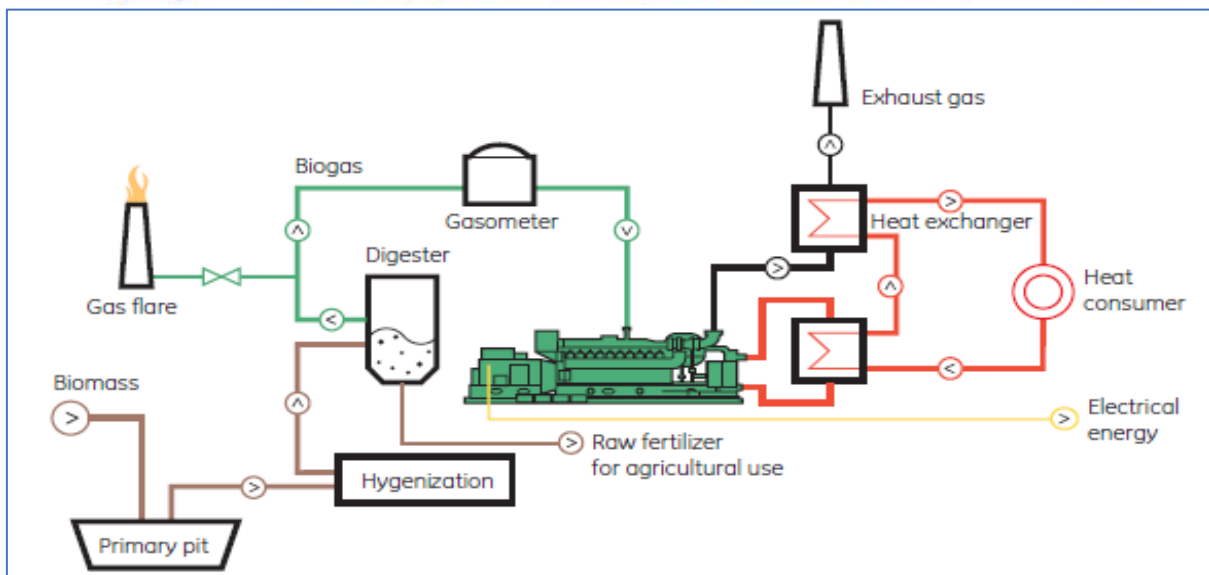 Exhaust gas
Biogas
Gasometer
Heat exchanger
Digester
Gas flare
Heat
consumer
Biomass
Electrical
energy
Raw fertilizer
for agricultural use
Hygenization
Primary pit